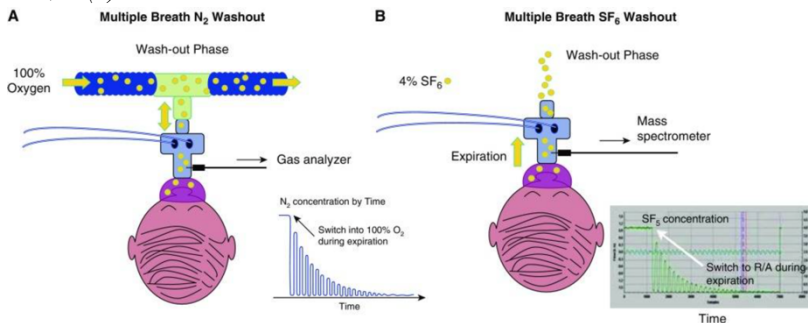 A
Multiple Breath N₂ Washout
Wash-out Phase
100%
Oxygen
Gas analyzer
N₂ concentration by Time
Switch into 100% O₂
during expiration
Time
B
Multiple Breath SF₆ Washout
Wash-out Phase
4% SF₆
Mass
spectrometer
Expiration
SF₆ concentration
Switch to R/A during
expiration
Time